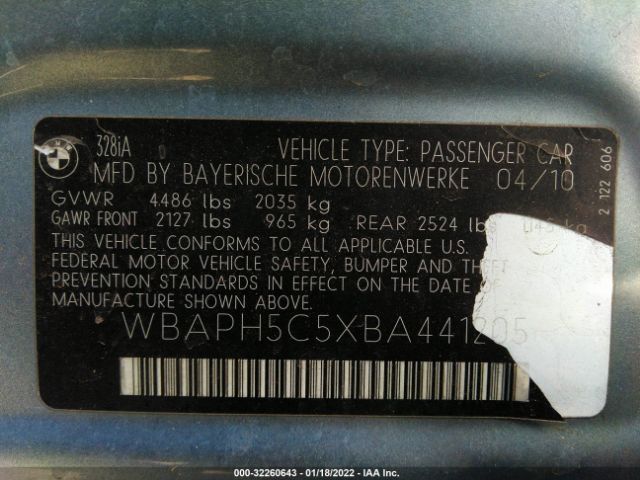 BMW
328iA VEHICLE TYPE: PASSENGER CAR
MFD BY BAYERISCHE MOTORENWERKE 04/10
GVWR 4486 lbs 2035 kg
GAWR FRONT 2127 lbs 965 kg REAR 2524 lbs 1145 kg
THIS VEHICLE CONFORMS TO ALL APPLICABLE U.S.
FEDERAL MOTOR VEHICLE SAFETY, BUMPER AND THEFT
PREVENTION STANDARDS IN EFFECT ON THE DATE OF
MANUFACTURE SHOWN ABOVE.
WBAPH5C5XBA441205
2 122 606
000-32260643 - 01/18/2022 - IAA Inc.